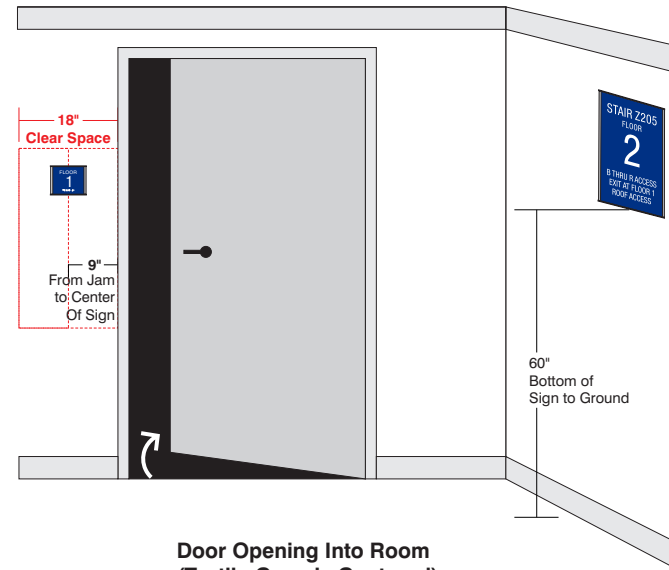 18"
Clear Space
FLOOR
1
9"
From Jam
to Center
Of Sign
STAIR Z205
FLOOR
2
B THRU R ACCESS
EXIT AT FLOOR 1
ROOF ACCESS
60"
Bottom of
Sign to Ground
Door Opening Into Room